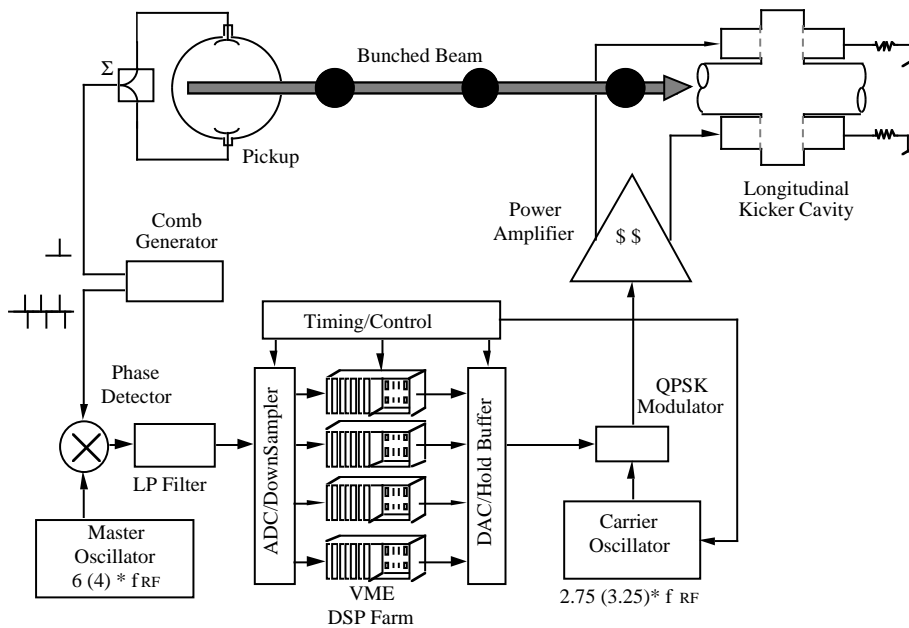 Σ
Bunched Beam
Pickup
Longitudinal
Kicker Cavity
Power
Amplifier
$ $
Comb
Generator
Timing/Control
Phase
Detector
QPSK
Modulator
LP Filter
ADC/DownSampler
DAC/Hold Buffer
Master
Oscillator
6 (4) * f RF
Carrier
Oscillator
VME
DSP Farm
2.75 (3.25)* f RF